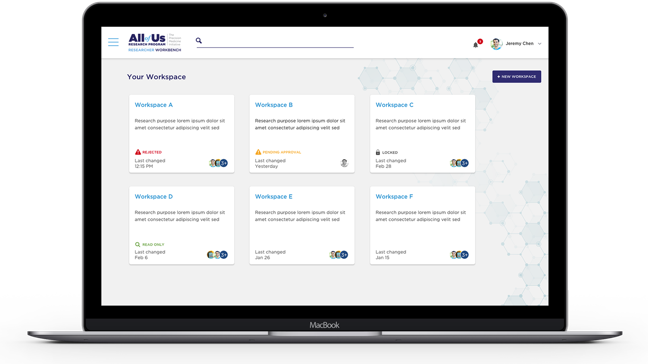 All of Us
RESEARCH PROGRAM
RESEARCHER WORKBENCH
1
Jeremy Chen
Your Workspace
+ NEW WORKSPACE
Workspace A
Research purpose lorem ipsum dolor sit
amet consectetur adipiscing velit sed
REJECTED
Last changed
12:15 PM
3+
Workspace B
Research purpose lorem ipsum dolor sit
amet consectetur adipiscing velit sed
PENDING APPROVAL
Last changed
Yesterday
Workspace C
Research purpose lorem ipsum dolor sit
amet consectetur adipiscing velit sed
LOCKED
Last changed
Feb 28
3+
Workspace D
Research purpose lorem ipsum dolor sit
amet consectetur adipiscing velit sed
READ ONLY
Last changed
Feb 6
3+
Workspace E
Research purpose lorem ipsum dolor sit
amet consectetur adipiscing velit sed
Last changed
Jan 26
3+
Workspace F
Research purpose lorem ipsum dolor sit
amet consectetur adipiscing velit sed
Last changed
Jan 15
3+
MacBook